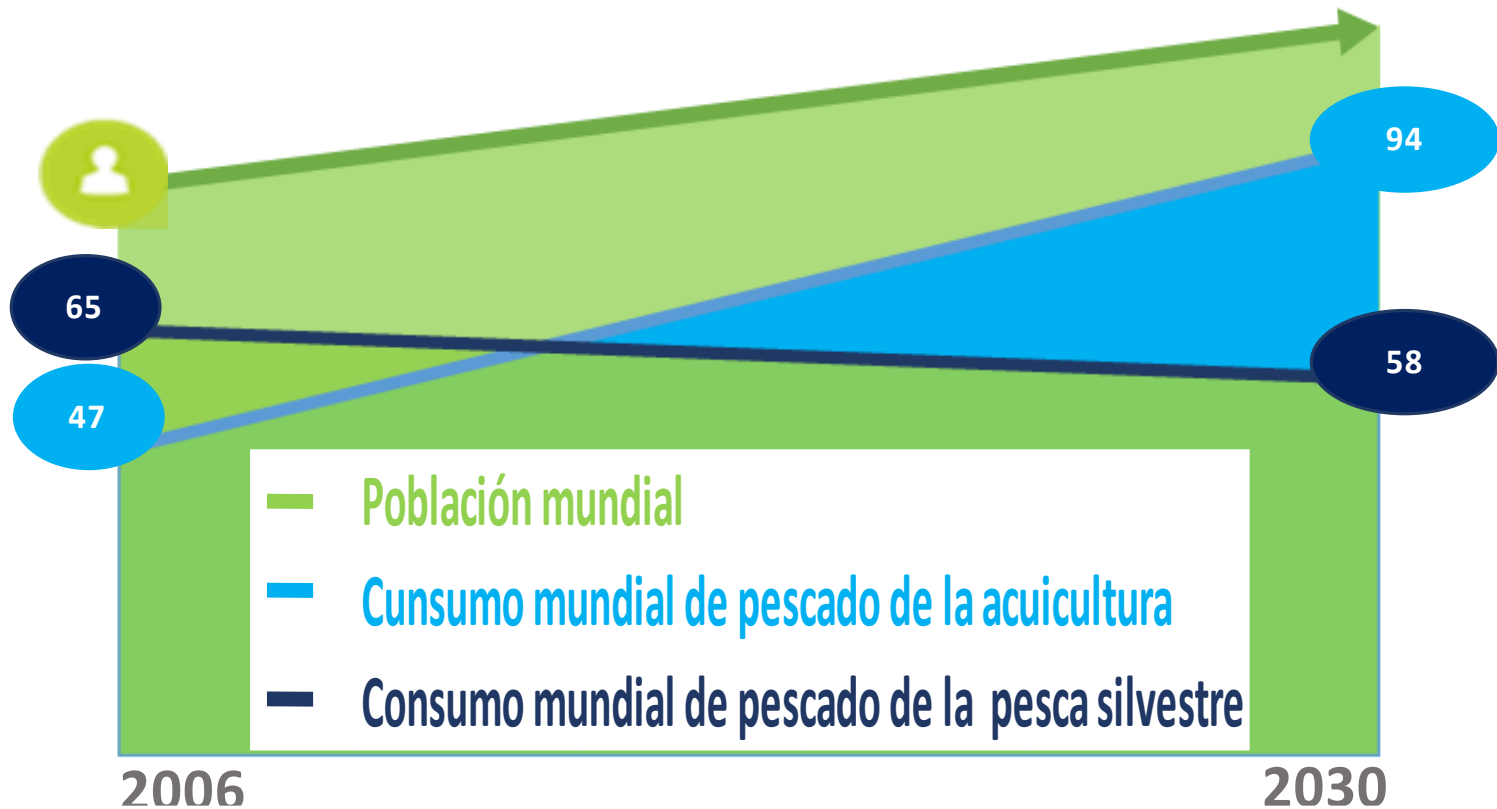 94
65
58
47
Población mundial
Cunsumo mundial de pescado de la acuicultura
Consumo mundial de pescado de la pesca silvestre
2006
2030